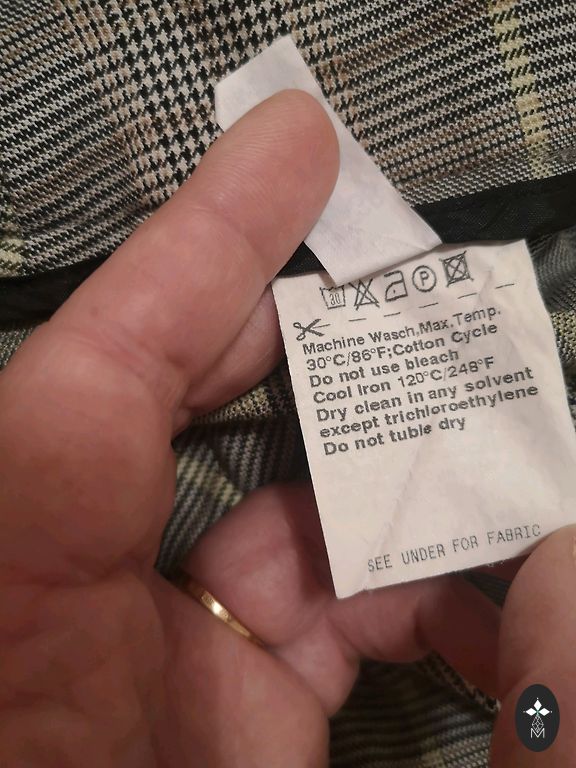 30
P
Machine Wasch,Max.Temp.
30°C/86°F;Cotton Cycle
Do not use bleach
Cool Iron 120°C/248°F
Dry clean in any solvent
except trichloroethylene
Do not tuble dry
SEE UNDER FOR FABRIC
M